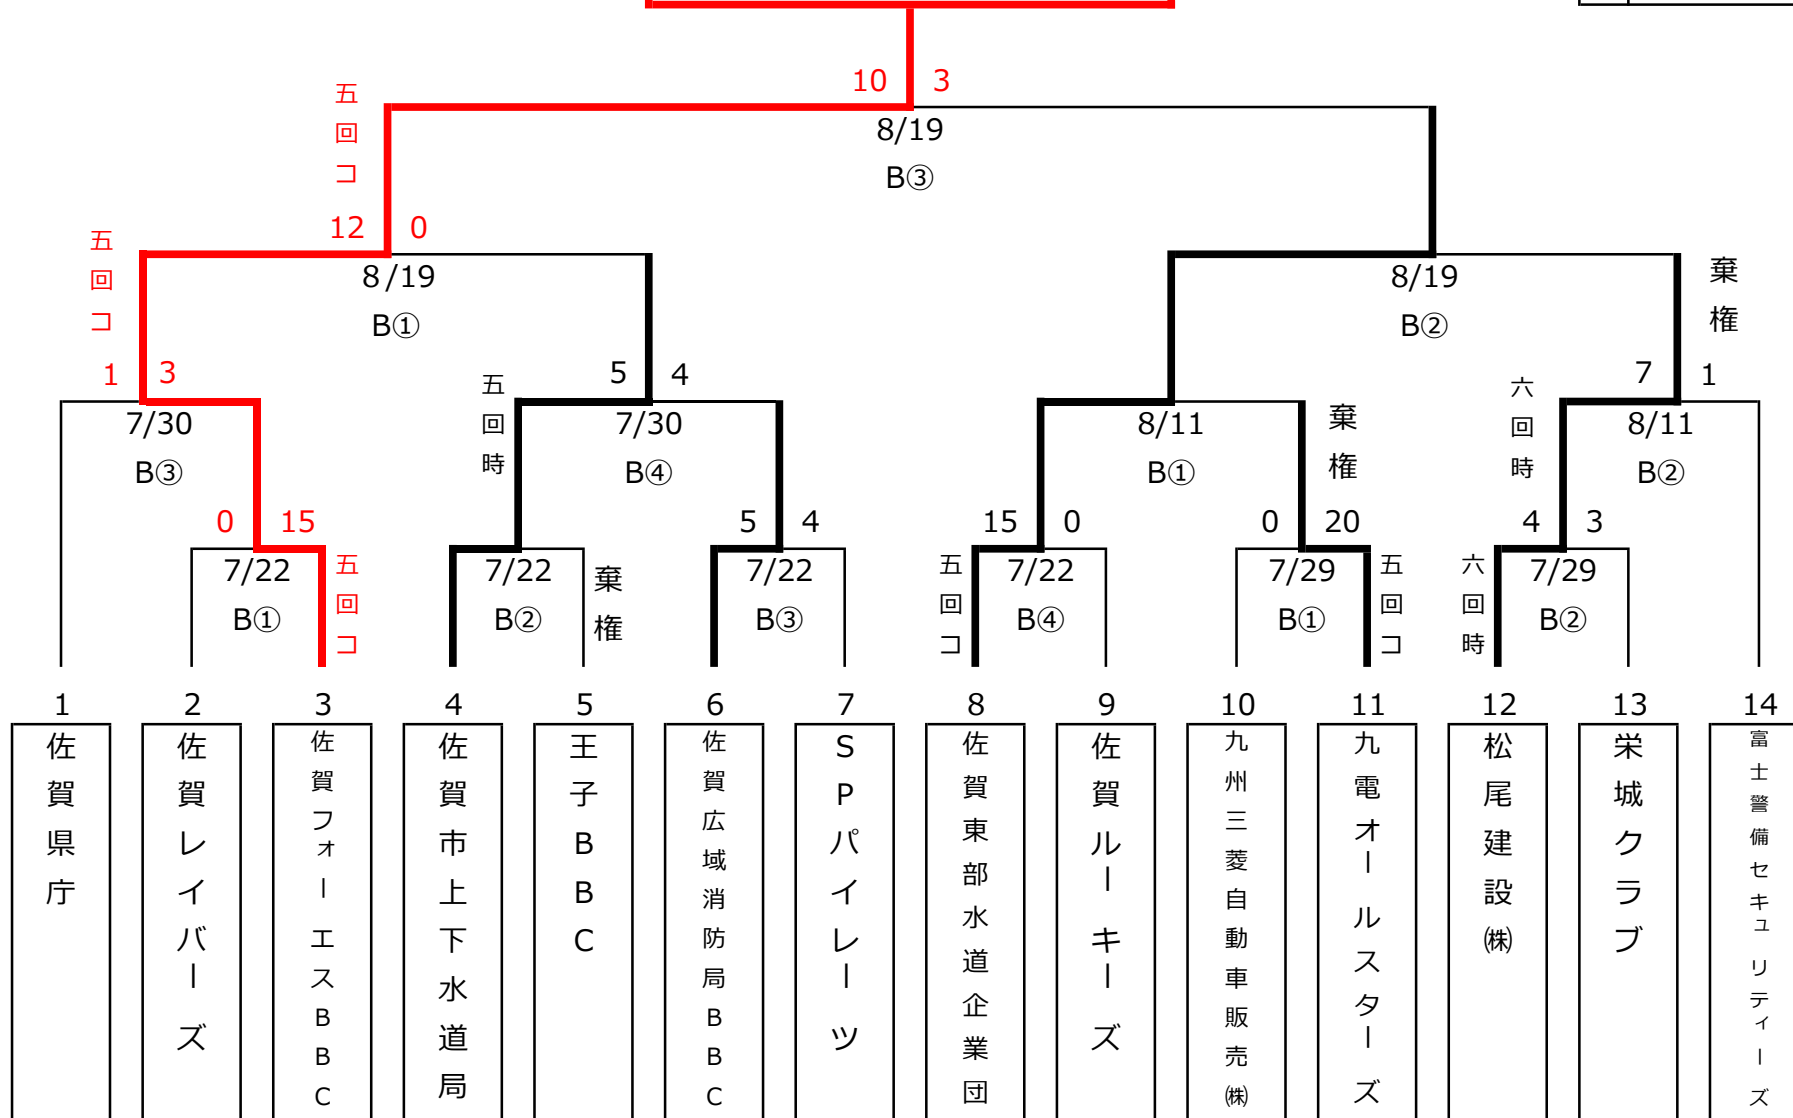 10 3
五回コ
8/19
B③
12 0
五回コ
8/19
B①
8/19
B②
棄権
1 3
7/30
B③
五回時
5 4
7/30
B④
8/11
B①
棄権
六回時
7 1
8/11
B②
0 15
7/22
B①
五回コ
7/22
B②
棄権
5 4
7/22
B③
15 0
五回コ
7/22
B④
0 20
7/29
B①
五回コ
4 3
六回時
7/29
B②
1
佐賀県庁
2
佐賀レイバーズ
3
佐賀フォーエスBBC
4
佐賀市上下水道局
5
王子BBC
6
佐賀広域消防局BBC
7
SPパイレーツ
8
佐賀東部水道企業団
9
佐賀ルーキーズ
10
九州三菱自動車販売㈱
11
九電オールスターズ
12
松尾建設㈱
13
栄城クラブ
14
富士警備セキュリティーズ